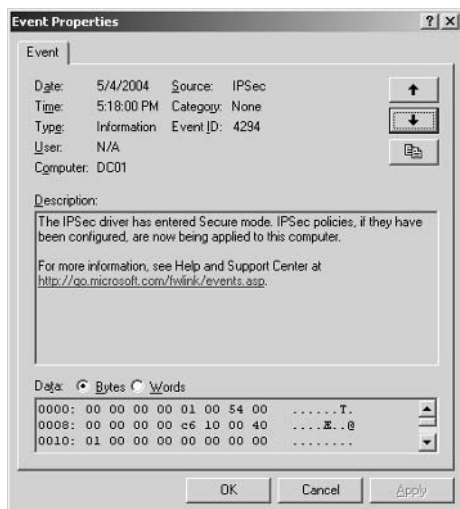 Event Properties
Event
Date: 5/4/2004 Source: IPSec
Time: 5:18:00 PM Category: None
Type: Information Event ID: 4294
User: N/A
Computer: DC01
Description:
The IPSec driver has entered Secure mode. IPSec policies, if they have
been configured, are now being applied to this computer.
For more information, see Help and Support Center at
http://go.microsoft.com/fwlink/events.asp.
Data: Bytes Words
0000: 00 00 00 00 01 00 54 00 ......T.
0008: 00 00 00 00 c6 10 00 40 ....Æ..@
0010: 01 00 00 00 00 00 00 00 ........
OK Cancel Apply